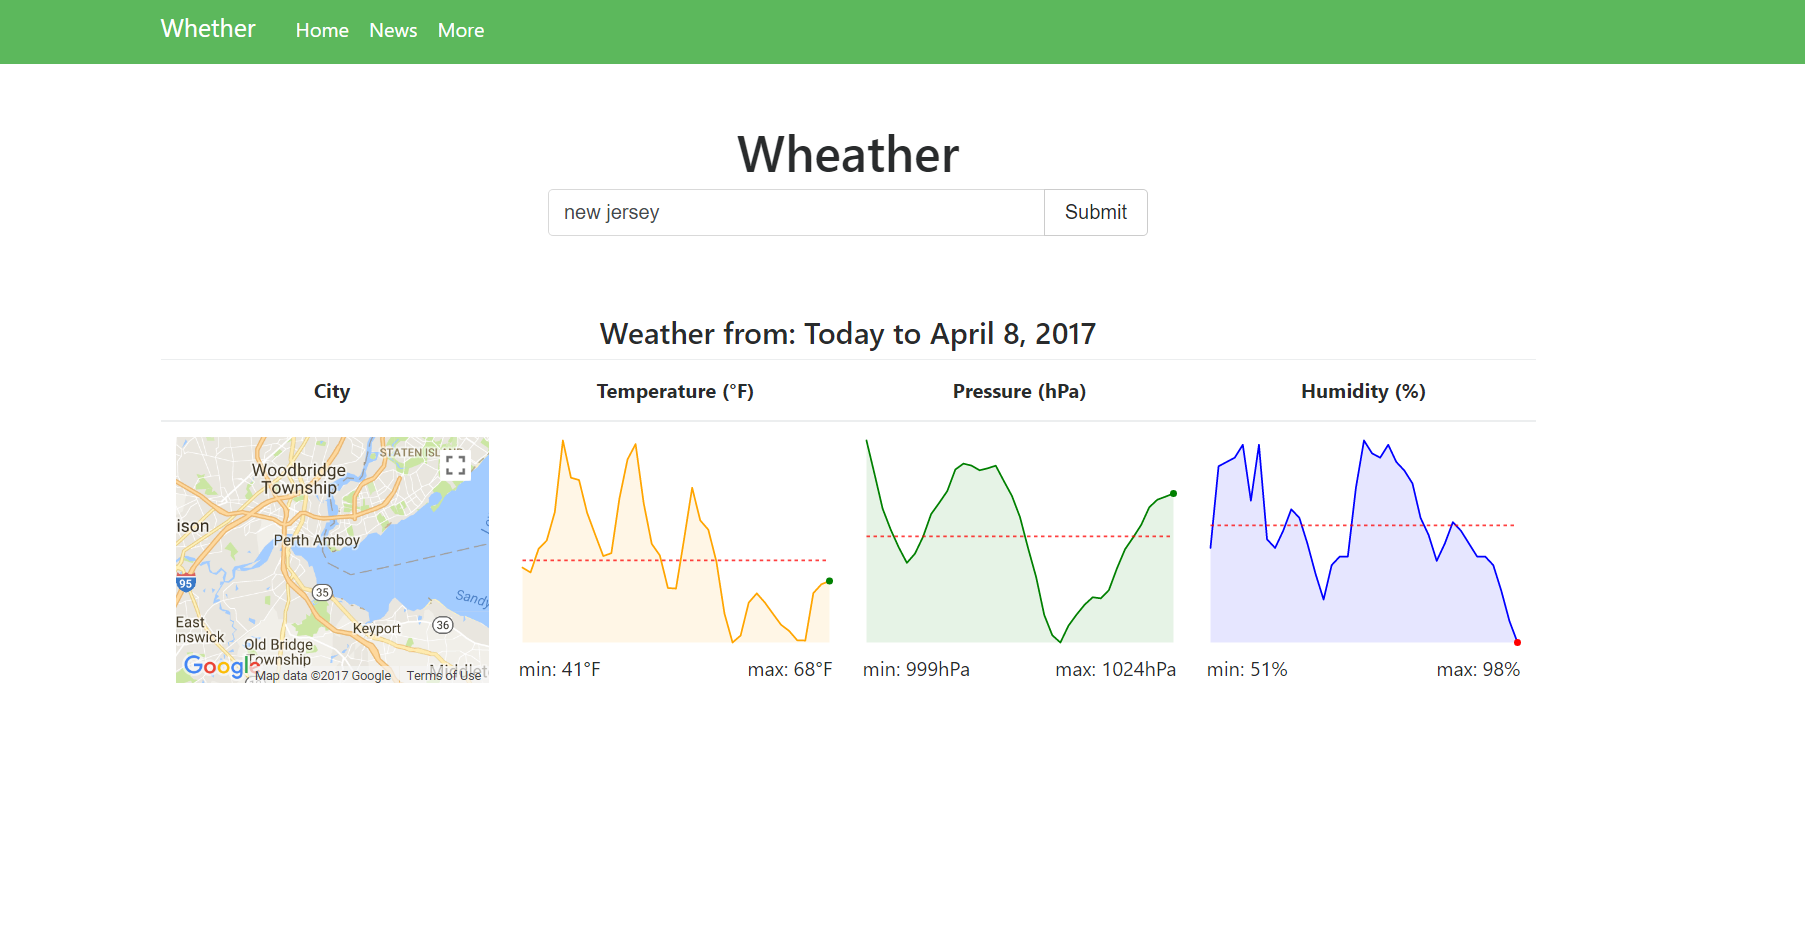 Whether Home News More
Wheather
new jersey Submit
Weather from: Today to April 8, 2017
City Temperature (°F) Pressure (hPa) Humidity (%)
STATEN
Woodbridge
Township
ison
Perth Amboy
95
35
Sandy
East
nswick
Keyport 36
Old Bridge
Township
Google Map data ©2017 Google Terms of Use
min: 41°F max: 68°F min: 999hPa max: 1024hPa min: 51% max: 98%